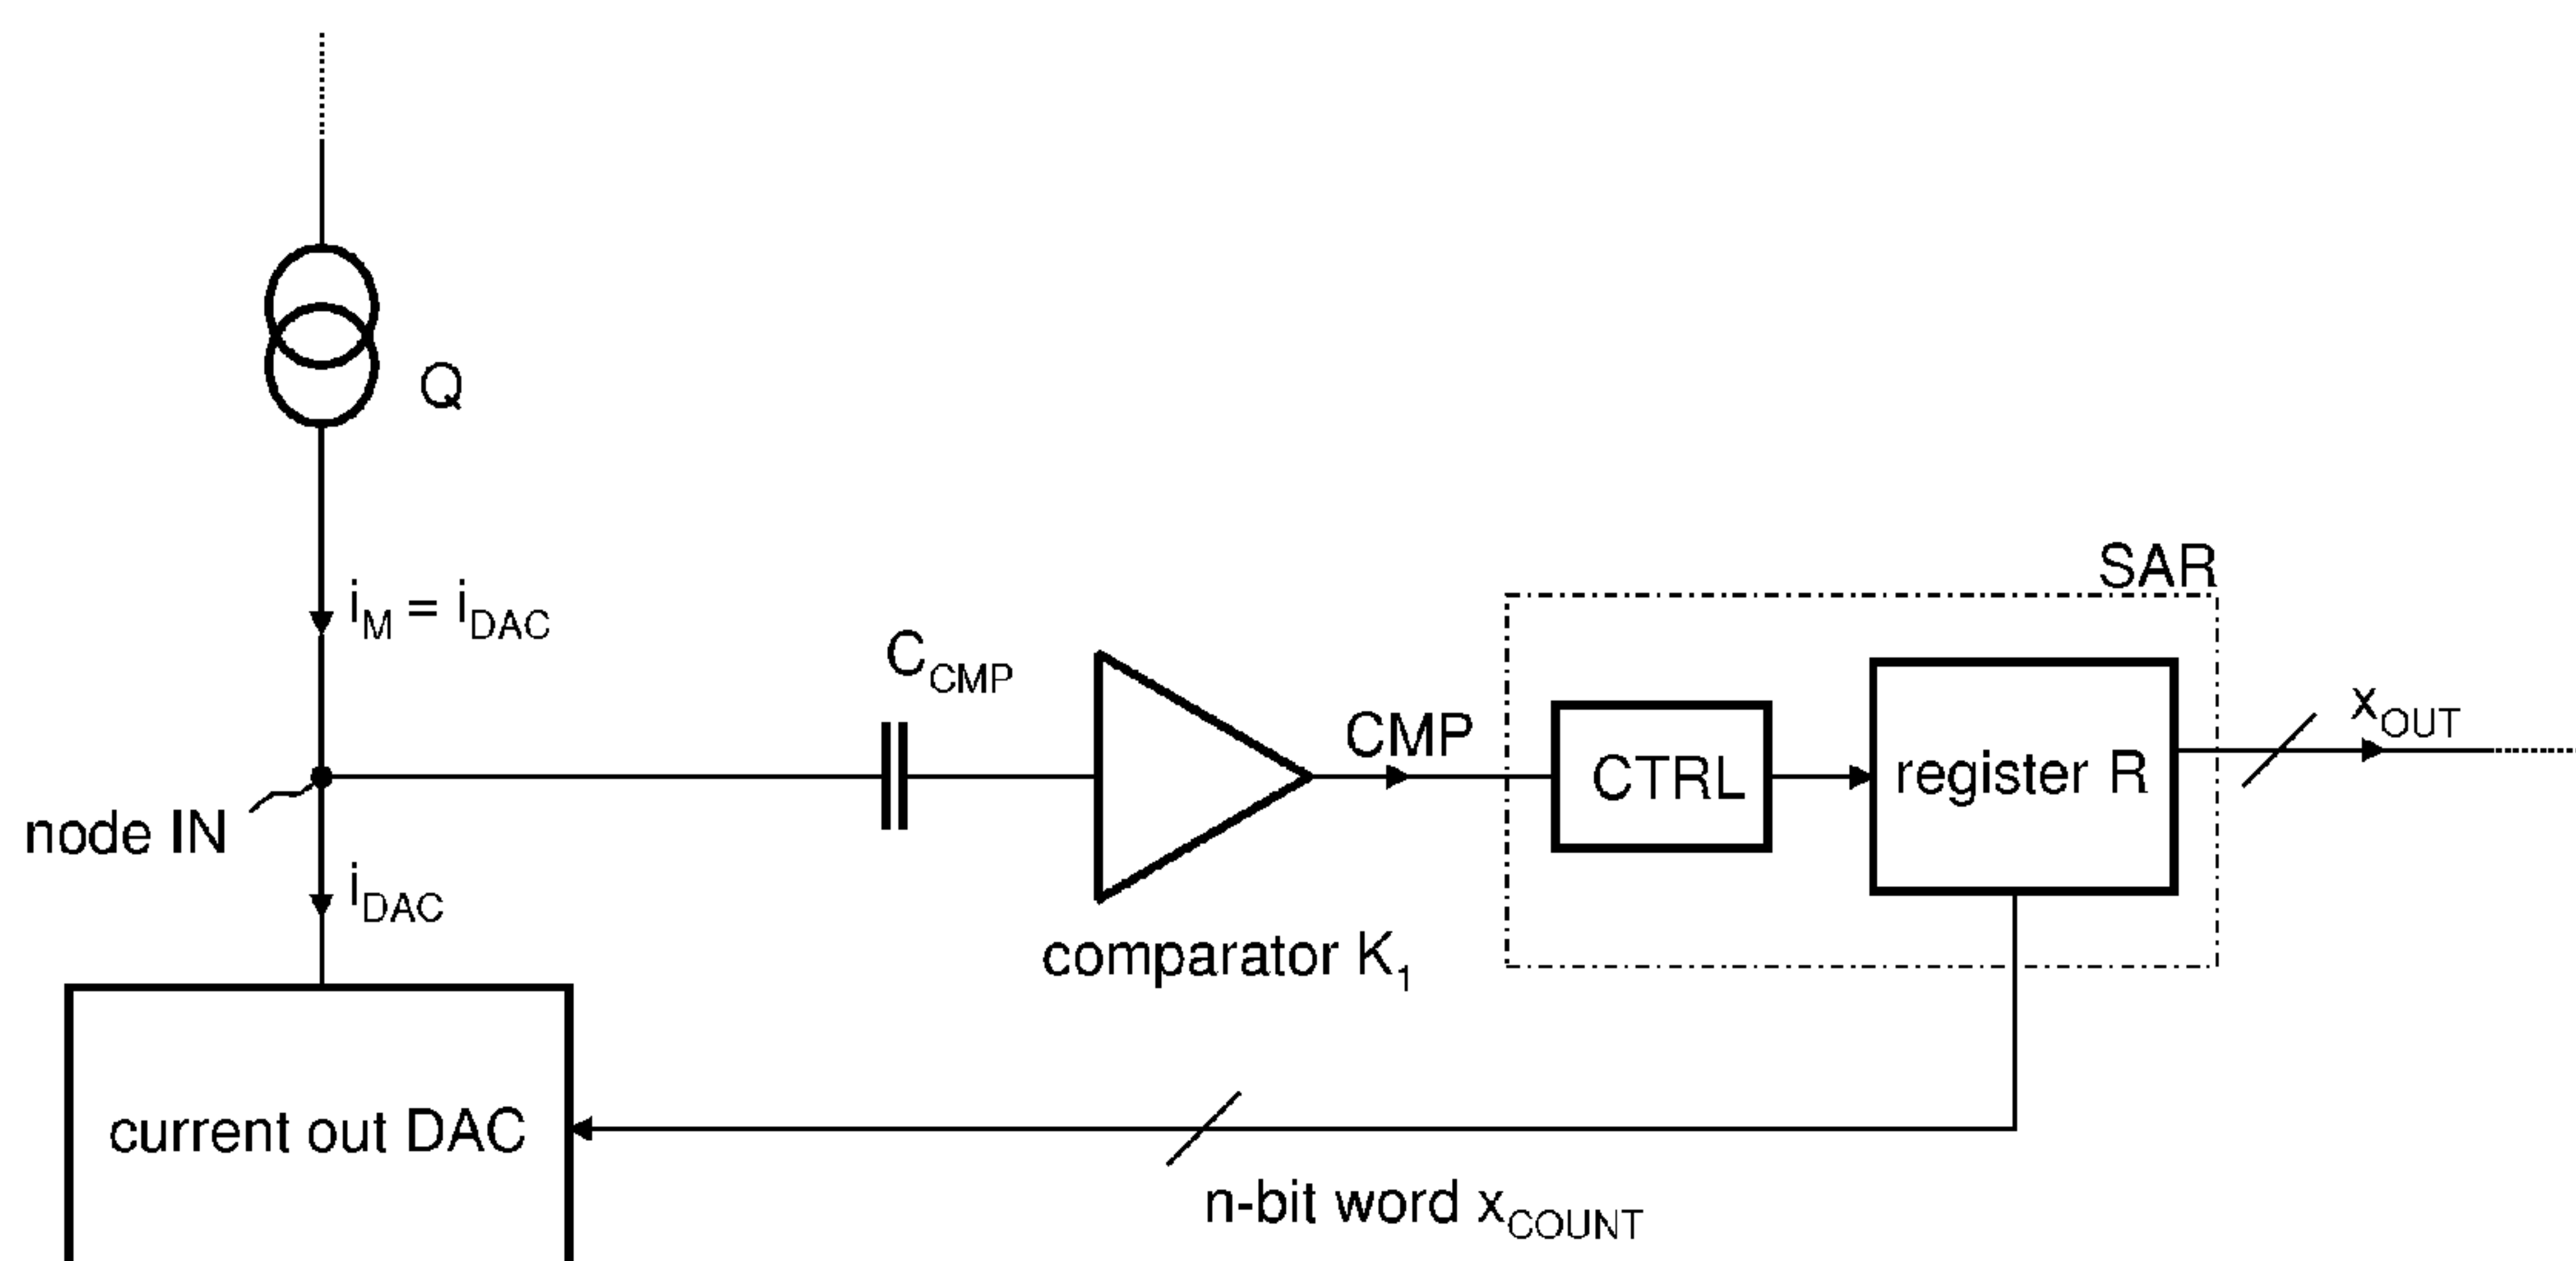 Q
i_M = i_DAC
SAR
C_CMP
x_OUT
CMP
CTRL
register R
node IN
i_DAC
comparator K_1
current out DAC
n-bit word x_COUNT